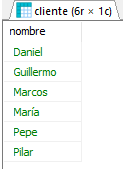 cliente (6r × 1c)
nombre
Daniel
Guillermo
Marcos
María
Pepe
Pilar